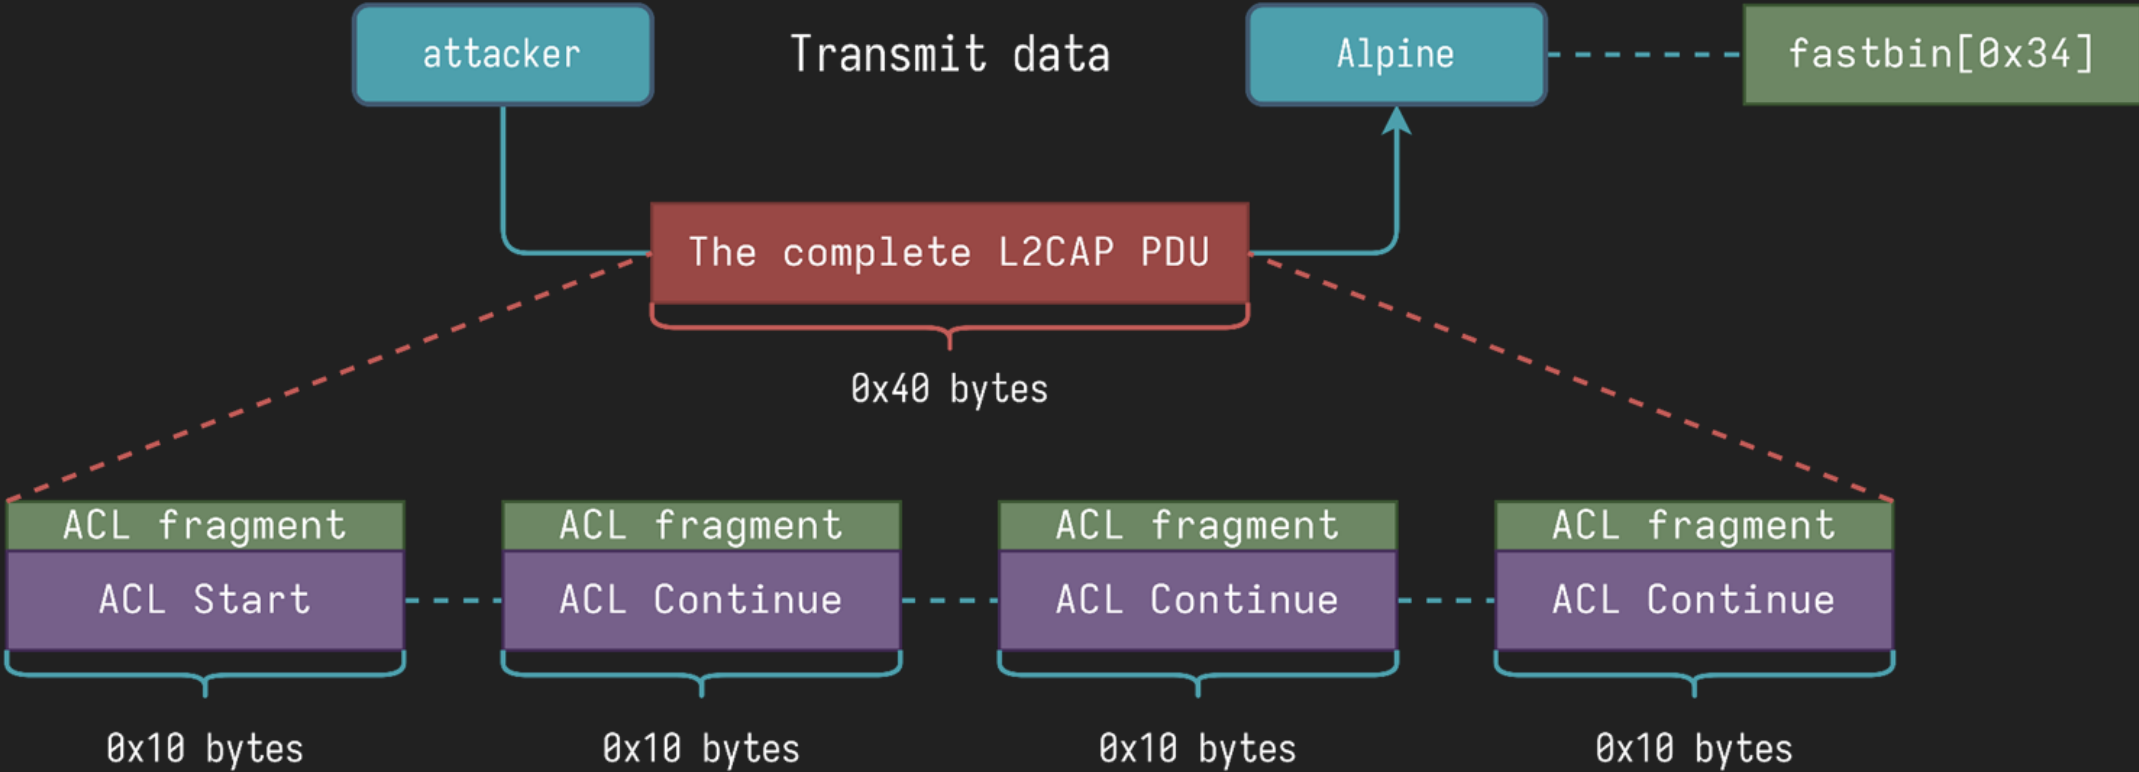 attacker
Transmit data
Alpine
fastbin[0x34]
The complete L2CAP PDU
0x40 bytes
ACL fragment
ACL fragment
ACL fragment
ACL fragment
ACL Start
ACL Continue
ACL Continue
ACL Continue
0x10 bytes
0x10 bytes
0x10 bytes
0x10 bytes